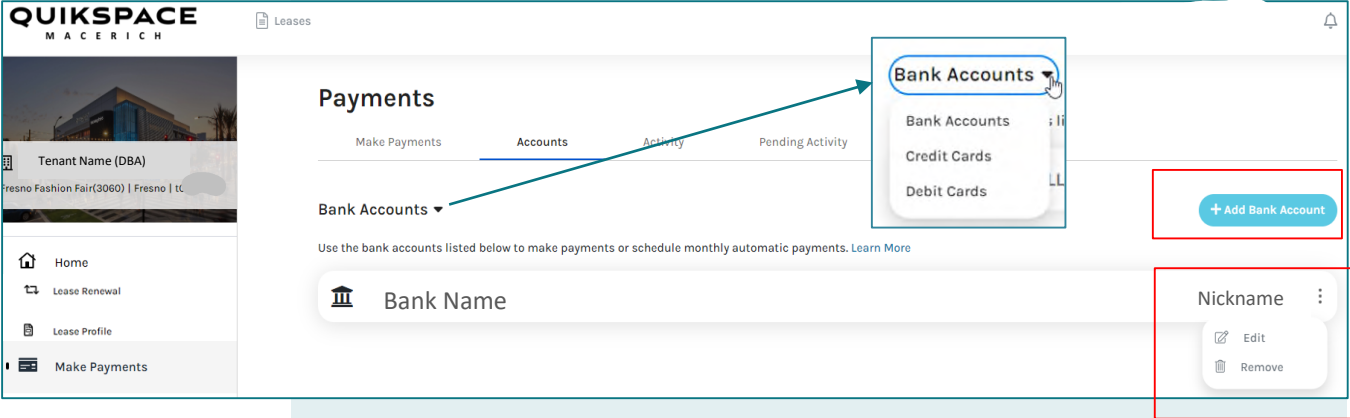 QUIKSPACE
MACERICH
Leases
Tenant Name (DBA)
Fresno Fashion Fair(3060) | Fresno |
Home
Lease Renewal
Lease Profile
Make Payments
Payments
Make Payments
Accounts
Activity
Pending Activity
Bank Accounts
Bank Accounts
Bank Accounts
Credit Cards
Debit Cards
+ Add Bank Account
Use the bank accounts listed below to make payments or schedule monthly automatic payments. Learn More
Bank Name
Nickname
Edit
Remove